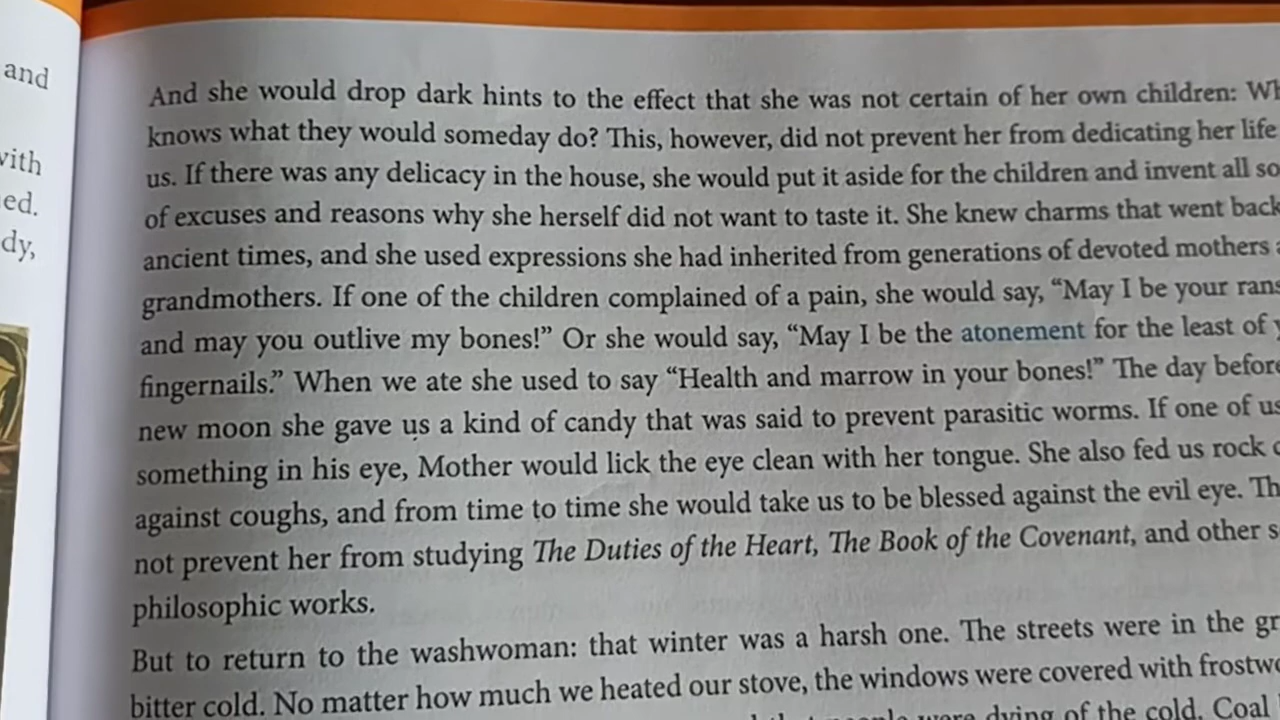 and
with
ed.
dy,
And she would drop dark hints to the effect that she was not certain of her own children:
knows what they would someday do? This, however, did not prevent her from dedicating her life
us. If there was any delicacy in the house, she would put it aside for the children and invent all
of excuses and reasons why she herself did not want to taste it. She knew charms that went back
ancient times, and she used expressions she had inherited from generations of devoted mothers
grandmothers. If one of the children complained of a pain, she would say, “May I be your
and may you outlive my bones!” Or she would say, “May I be the atonement for the least of
fingernails.” When we ate she used to say “Health and marrow in your bones!” The day before
new moon she gave us a kind of candy that was said to prevent parasitic worms. If one of us
something in his eye, Mother would lick the eye clean with her tongue. She also fed us rock
against coughs, and from time to time she would take us to be blessed against the evil eye.
not prevent her from studying The Duties of the Heart, The Book of the Covenant, and other
philosophic works.
But to return to the washwoman: that winter was a harsh one. The streets were in the
bitter cold. No matter how much we heated our stove, the windows were covered with
were dying of the cold. Coal